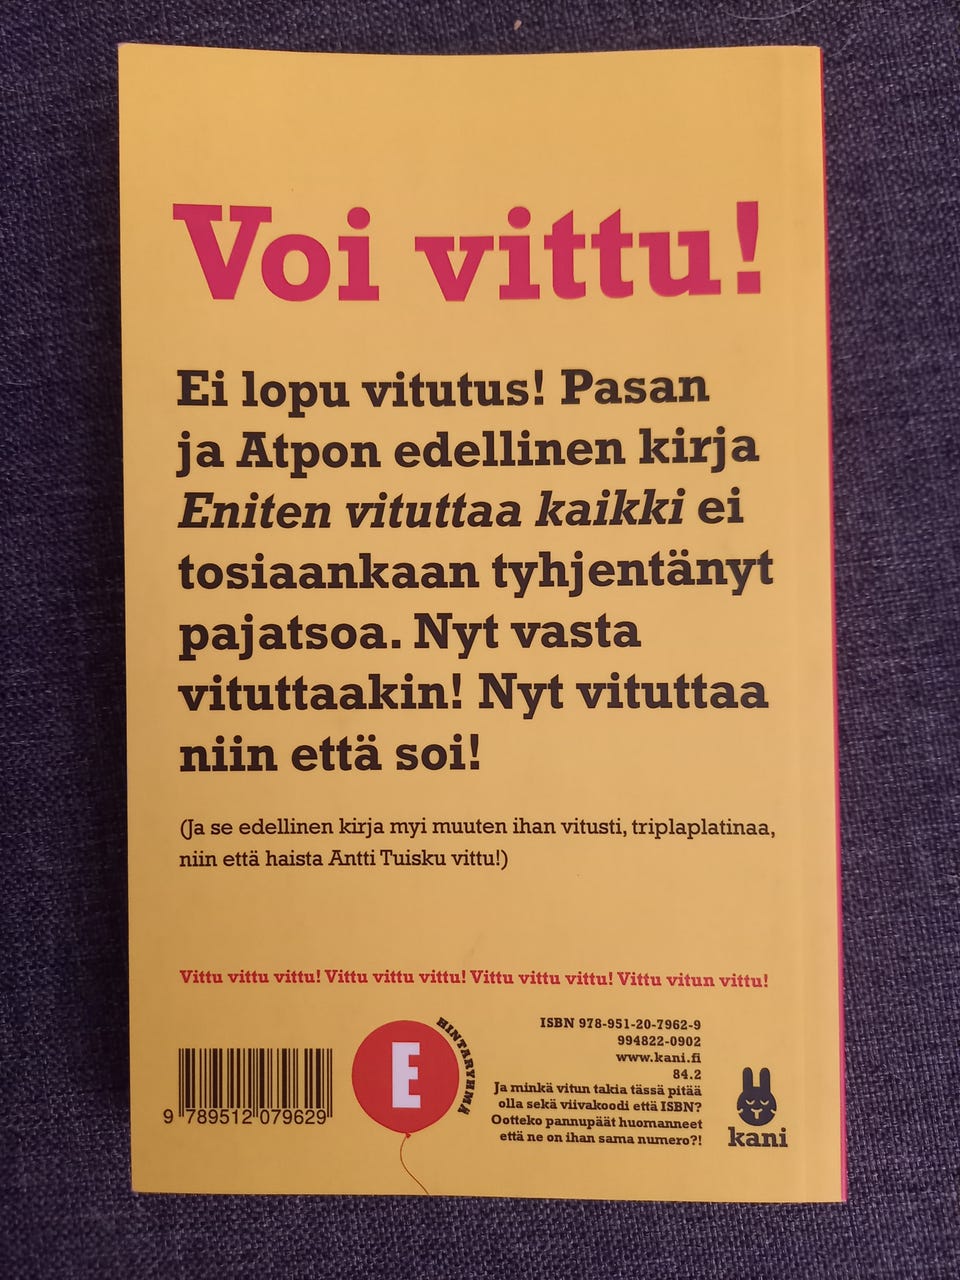 Voi vittu!
Ei lopu vitutus! Pasan
ja Atpon edellinen kirja
Eniten vituttaa kaikki ei
tosiaankaan tyhjentänyt
pajatsoa. Nyt vasta
vituttaakin! Nyt vituttaa
niin että soi!
(Ja se edellinen kirja myi muuten ihan vitusti, triplaplatinaa,
niin että haista Antti Tuisku vittu!)
Vittu vittu vittu! Vittu vittu vittu! Vittu vittu vittu! Vittu vitun vittu!
9 789512 079629
E
HINTARYHMÄ
ISBN 978-951-20-7962-9
994822-0902
www.kani.fi
84.2
Ja minkä vitun takia tässä pitää
olla sekä viivakoodi että ISBN?
Ootteko pannupäät huomanneet
että ne on ihan sama numero?!
kani